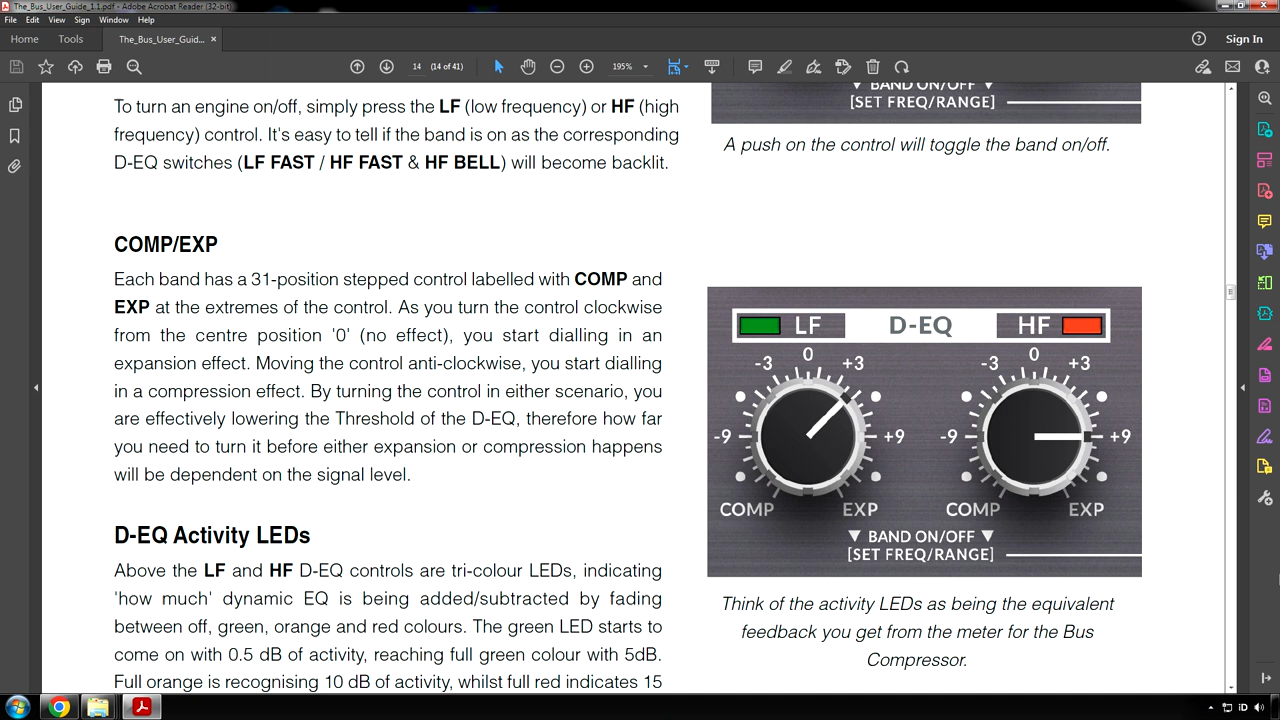 The_Bus_User_Guide_1.1.pdf - Adobe Acrobat Reader (32-bit)
File Edit View Sign Window Help
Home Tools The_Bus_User_Guid... × Sign In
14 (14 of 41) 195%
To turn an engine on/off, simply press the LF (low frequency) or HF (high
frequency) control. It's easy to tell if the band is on as the corresponding
D-EQ switches (LF FAST / HF FAST & HF BELL) will become backlit.
▼ BAND ON/OFF ▼
[SET FREQ/RANGE]
A push on the control will toggle the band on/off.
COMP/EXP
Each band has a 31-position stepped control labelled with COMP and
EXP at the extremes of the control. As you turn the control clockwise
from the centre position '0' (no effect), you start dialling in an
expansion effect. Moving the control anti-clockwise, you start dialling
in a compression effect. By turning the control in either scenario, you
are effectively lowering the Threshold of the D-EQ, therefore how far
you need to turn it before either expansion or compression happens
will be dependent on the signal level.
D-EQ Activity LEDs
Above the LF and HF D-EQ controls are tri-colour LEDs, indicating
'how much' dynamic EQ is being added/subtracted by fading
between off, green, orange and red colours. The green LED starts to
come on with 0.5 dB of activity, reaching full green colour with 5dB.
Full orange is recognising 10 dB of activity, whilst full red indicates 15
LF D-EQ HF
-3 0 +3 -3 0 +3
-9 +9 -9 +9
COMP EXP COMP EXP
▼ BAND ON/OFF ▼
[SET FREQ/RANGE]
Think of the activity LEDs as being the equivalent
feedback you get from the meter for the Bus
Compressor.
iD